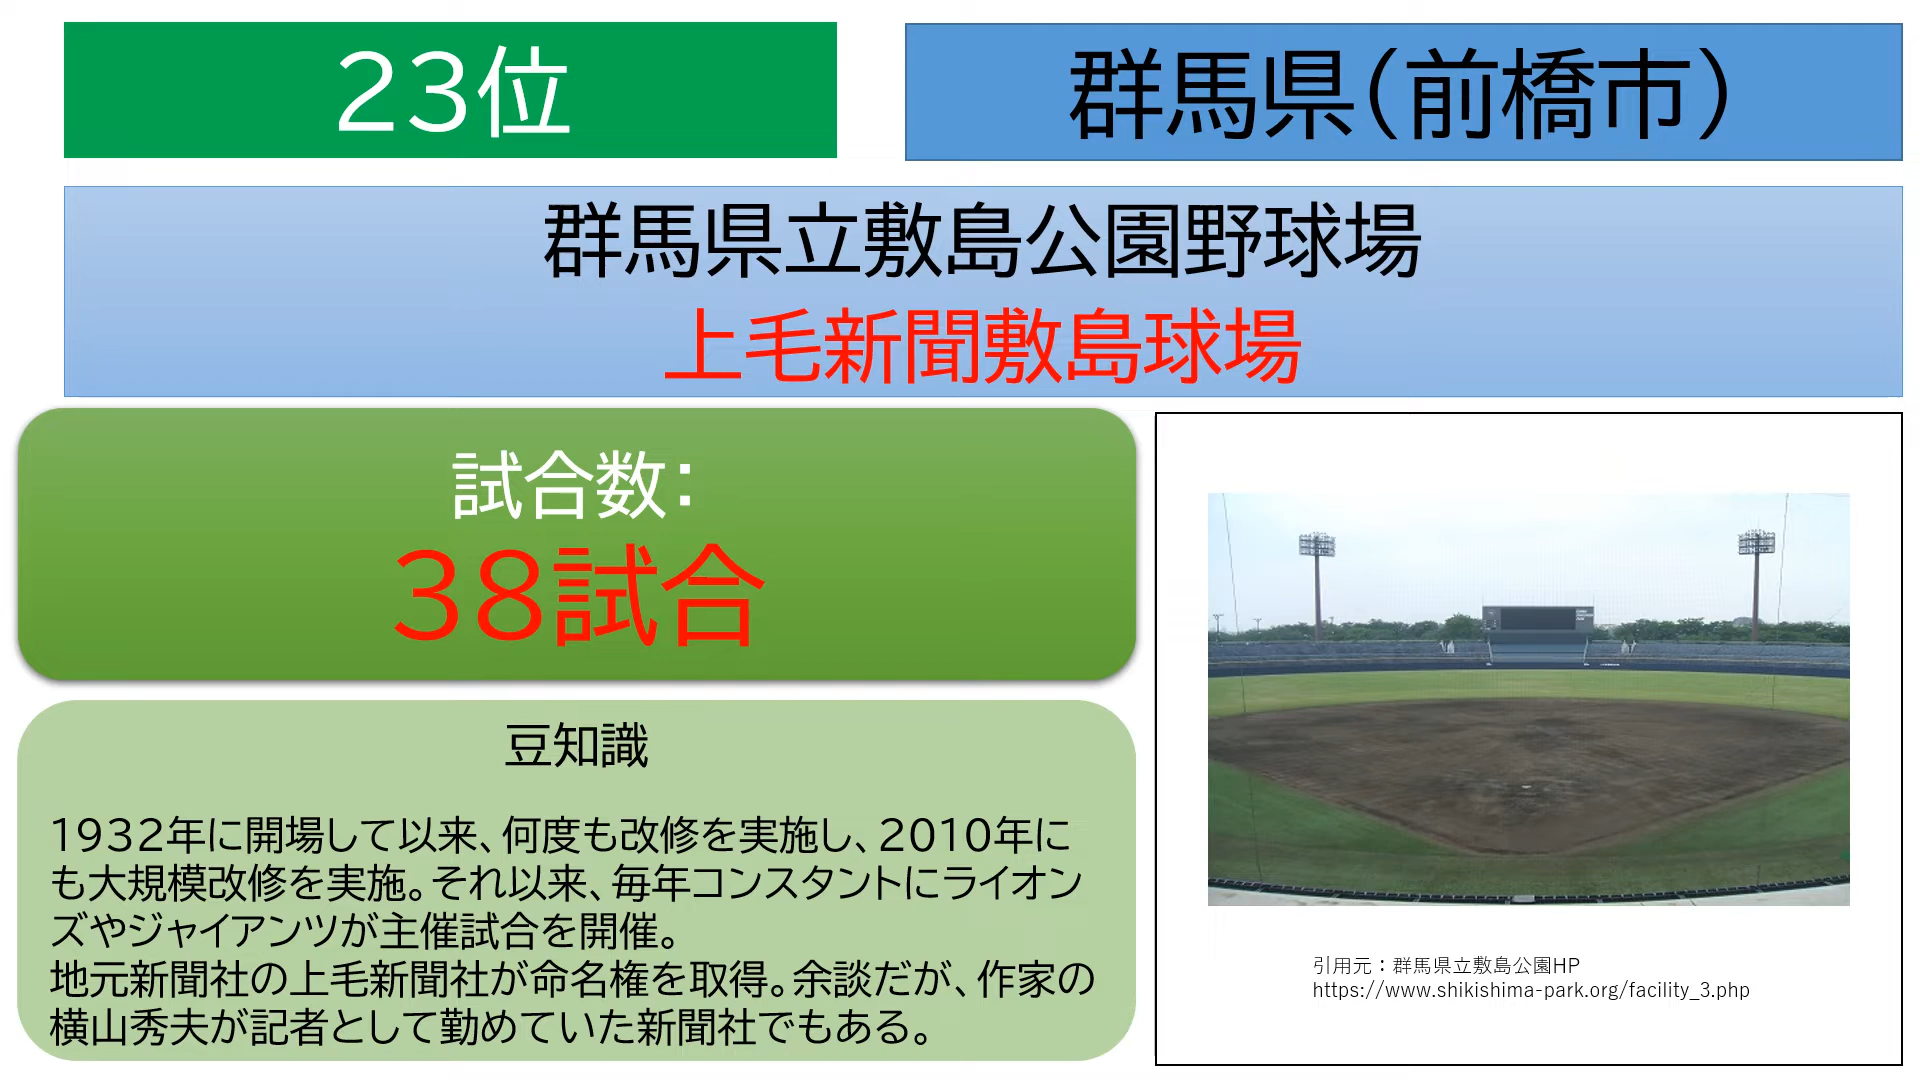 23位
群馬県（前橋市）
群馬県立敷島公園野球場
上毛新聞敷島球場
試合数：
38試合
豆知識
1932年に開場して以来、何度も改修を実施し、2010年に
も大規模改修を実施。それ以来、毎年コンスタントにライオン
ズやジャイアンツが主催試合を開催。
地元新聞社の上毛新聞社が命名権を取得。余談だが、作家の
横山秀夫が記者として勤めていた新聞社でもある。
引用元：群馬県立敷島公園HP
https://www.shikishima-park.org/facility_3.php